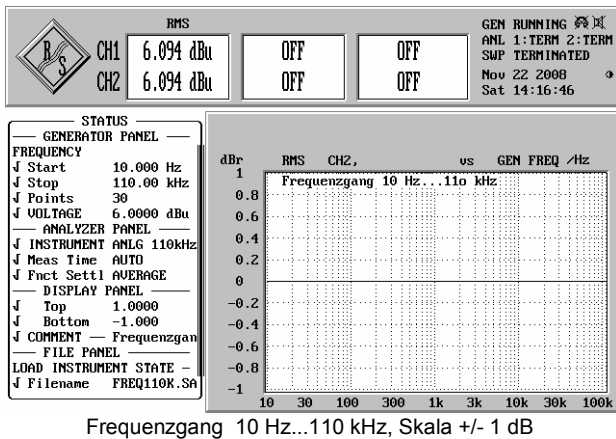 RMS
CH1 6.094 dBu OFF OFF
CH2 6.094 dBu OFF OFF
R S
GEN RUNNING
ANL 1:TERM 2:TERM
SWP TERMINATED
Nov 22 2008
Sat 14:16:46
STATUS
GENERATOR PANEL
FREQUENCY
Start 10.000 Hz
Stop 110.00 kHz
Points 30
VOLTAGE 6.0000 dBu
ANALYZER PANEL
INSTRUMENT ANLG 110kHz
Meas Time AUTO
Fnct Settl AVERAGE
DISPLAY PANEL
Top 1.0000
Bottom -1.000
COMMENT — Frequenzgan
FILE PANEL
LOAD INSTRUMENT STATE –
Filename FREQ110K.SA
dBr RMS CH2, vs GEN FREQ /Hz
Frequenzgang 10 Hz...11o kHz
1
0.8
0.6
0.4
0.2
0
-0.2
-0.4
-0.6
-0.8
-1
10 30 100 300 1k 3k 10k 30k 100k
Frequenzgang 10 Hz...110 kHz, Skala +/- 1 dB